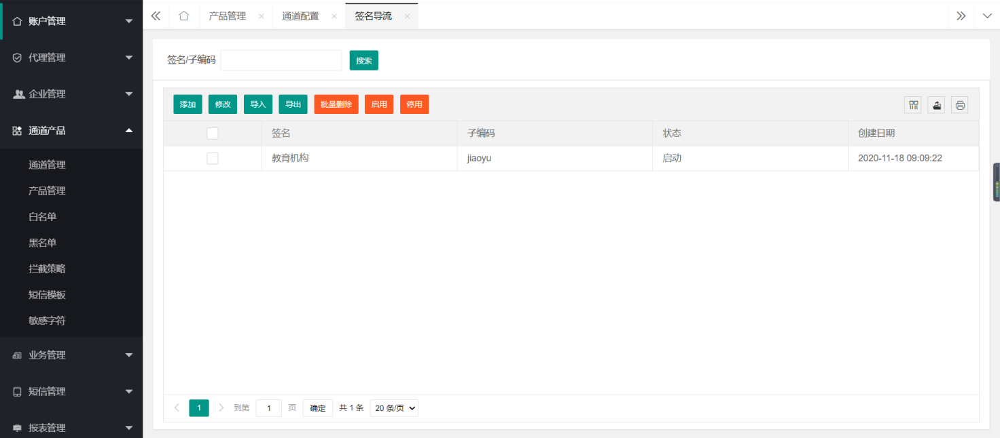 账户管理
代理管理
企业管理
通道产品
通道管理
产品管理
白名单
黑名单
拦截策略
短信模板
敏感字符
业务管理
短信管理
报表管理
产品管理 通道配置 签名导流
签名/子编码 搜索
添加 修改 导入 导出 批量删除 启用 停用
签名 子编码 状态 创建日期
教育机构 jiaoyu 启动 2020-11-18 09:09:22
1 到第 1 页 确定 共 1 条 20 条/页